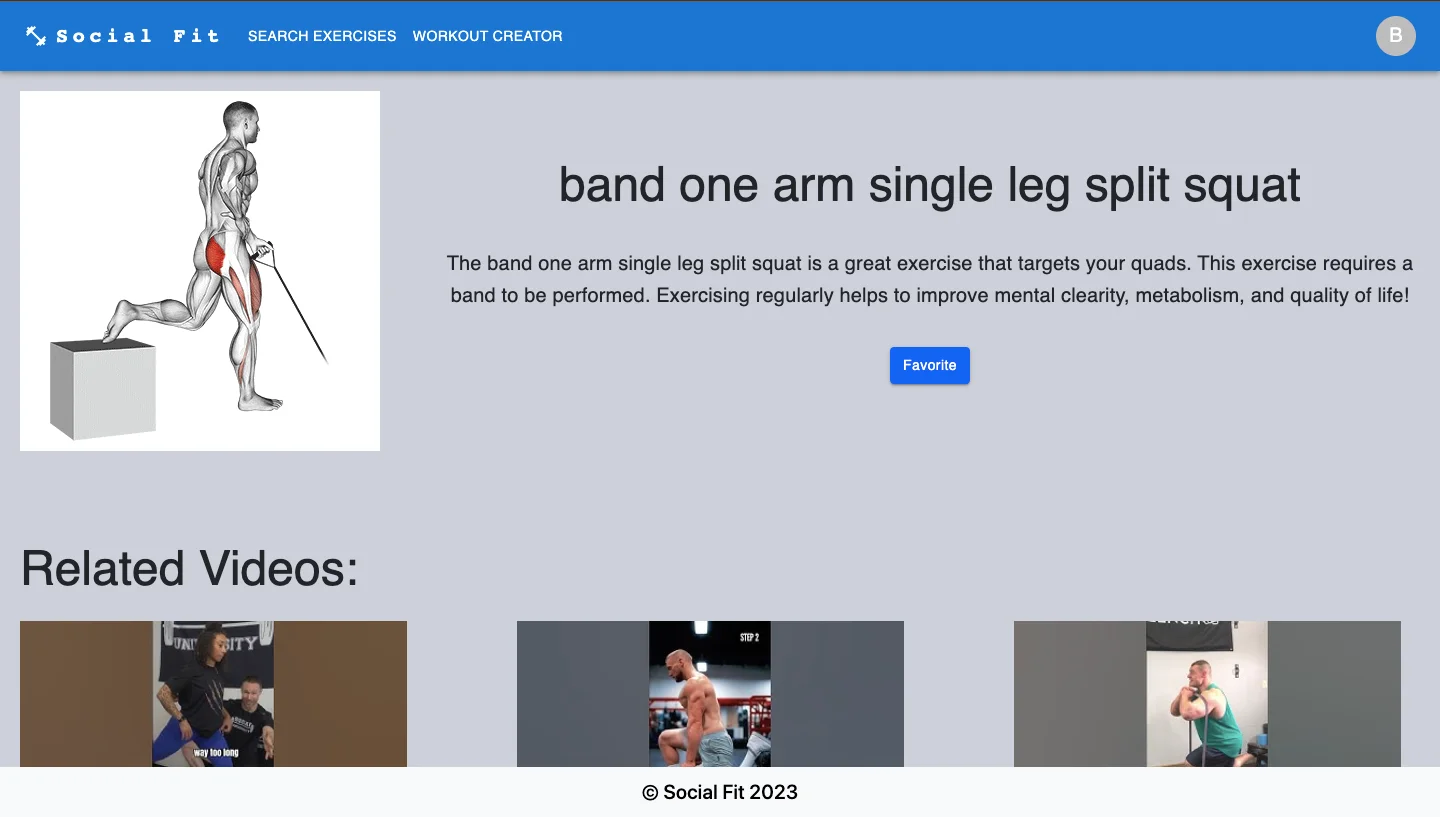 Social Fit SEARCH EXERCISES WORKOUT CREATOR B
band one arm single leg split squat
The band one arm single leg split squat is a great exercise that targets your quads. This exercise requires a
band to be performed. Exercising regularly helps to improve mental clearity, metabolism, and quality of life!
Favorite
Related Videos:
STEP 2
way too long
© Social Fit 2023